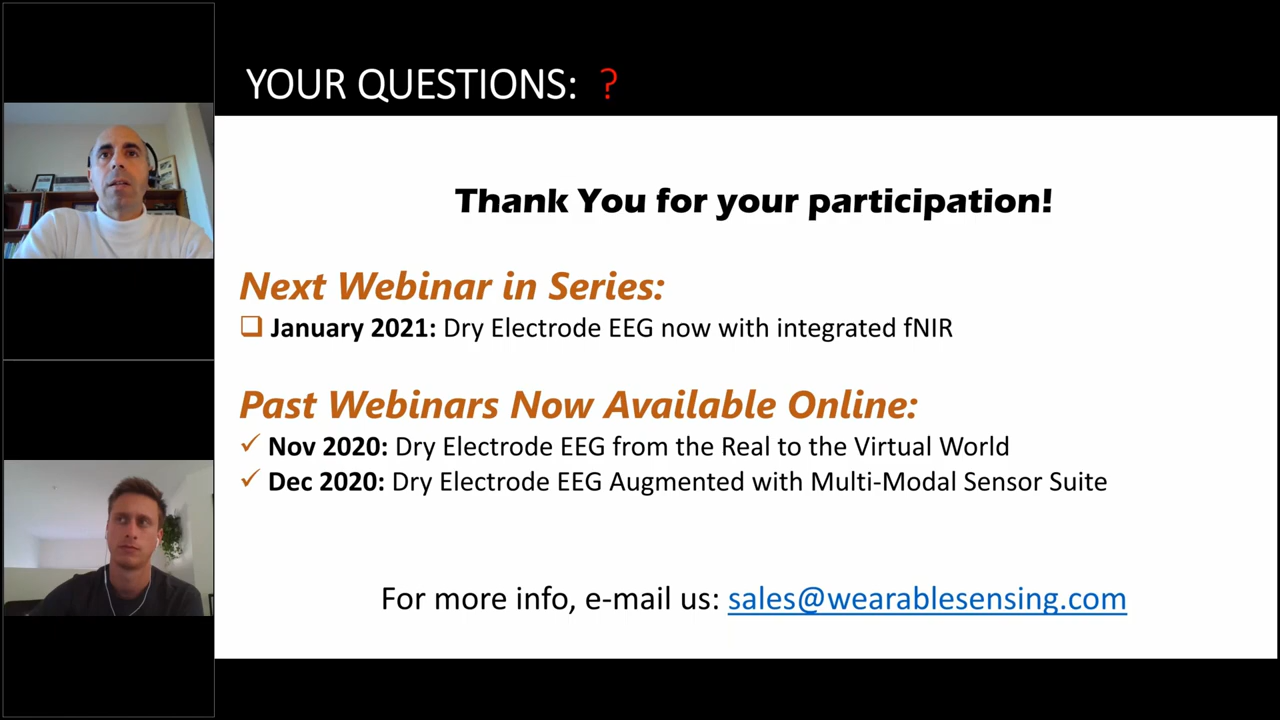 YOUR QUESTIONS: ?
Thank You for your participation!
Next Webinar in Series:
❑ January 2021: Dry Electrode EEG now with integrated fNIR
Past Webinars Now Available Online:
✓ Nov 2020: Dry Electrode EEG from the Real to the Virtual World
✓ Dec 2020: Dry Electrode EEG Augmented with Multi-Modal Sensor Suite
For more info, e-mail us: sales@wearablesensing.com